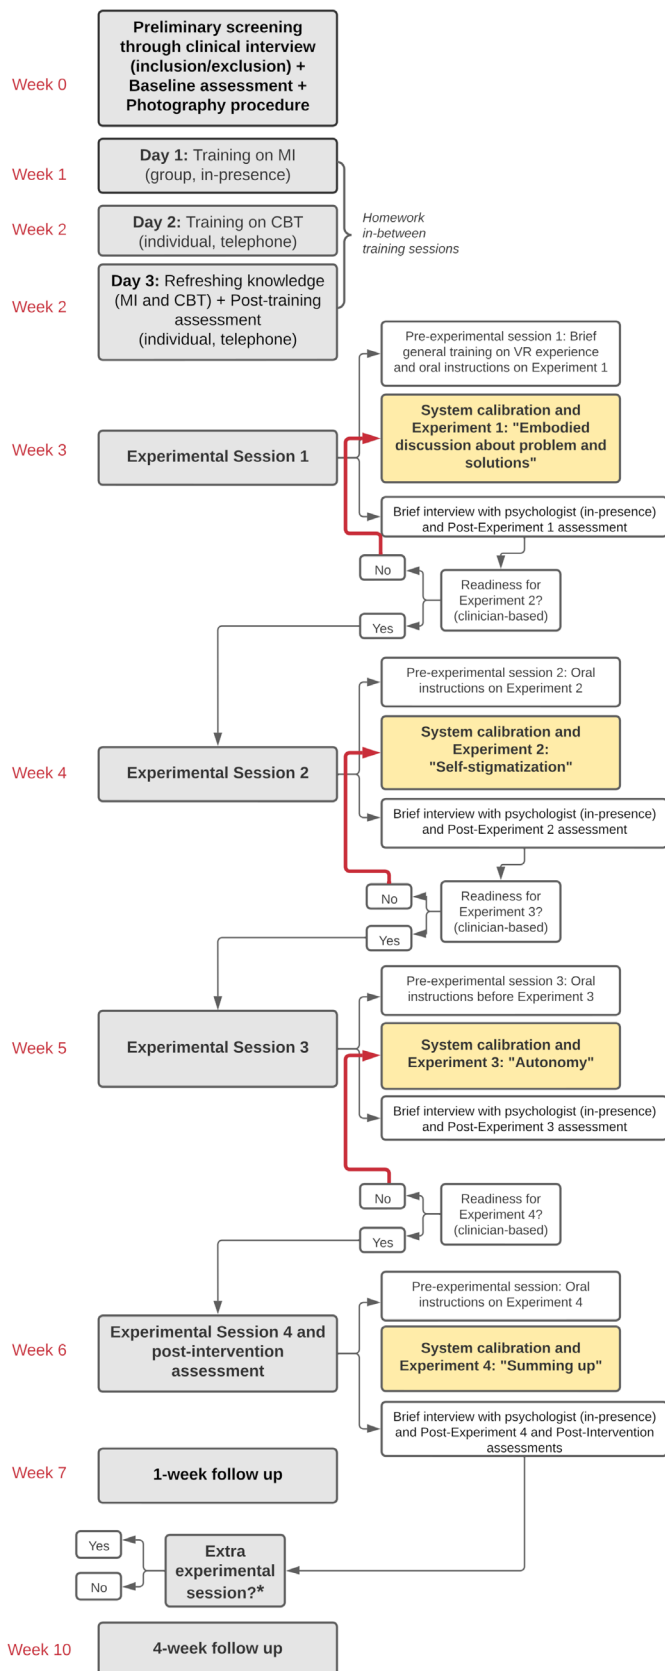 Week 0
Preliminary screening
through clinical interview
(inclusion/exclusion) +
Baseline assessment +
Photography procedure
Week 1
Day 1: Training on MI
(group, in-presence)
Week 2
Day 2: Training on CBT
(individual, telephone)
Homework
in-between
training sessions
Week 2
Day 3: Refreshing knowledge
(MI and CBT) + Post-training
assessment
(individual, telephone)
Pre-experimental session 1: Brief
general training on VR experience
and oral instructions on Experiment 1
Week 3
Experimental Session 1
System calibration and
Experiment 1: "Embodied
discussion about problem and
solutions"
Brief interview with psychologist (in-presence)
and Post-Experiment 1 assessment
No
Yes
Readiness for
Experiment 2?
(clinician-based)
Pre-experimental session 2: Oral
instructions on Experiment 2
Week 4
Experimental Session 2
System calibration and
Experiment 2:
"Self-stigmatization"
Brief interview with psychologist (in-presence)
and Post-Experiment 2 assessment
No
Yes
Readiness for
Experiment 3?
(clinician-based)
Pre-experimental session 3: Oral
instructions before Experiment 3
Week 5
Experimental Session 3
System calibration and
Experiment 3: "Autonomy"
Brief interview with psychologist (in-presence)
and Post-Experiment 3 assessment
No
Yes
Readiness for
Experiment 4?
(clinician-based)
Pre-experimental session: Oral
instructions on Experiment 4
Week 6
Experimental Session 4 and
post-intervention
assessment
System calibration and
Experiment 4: "Summing up"
Brief interview with psychologist (in-presence)
and Post-Experiment 4 and Post-Intervention
assessments
Week 7
1-week follow up
Yes
No
Extra
experimental
session?*
Week 10
4-week follow up